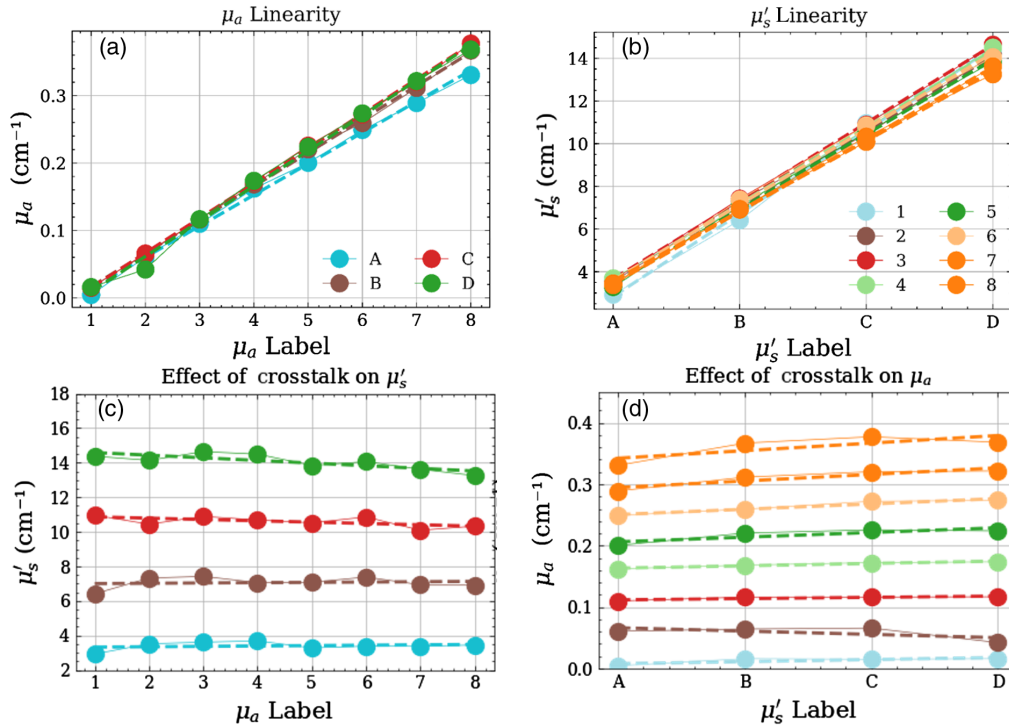 μₐ Linearity
(a)
μₐ (cm⁻¹)
0.3
0.2
0.1
0.0
A
B
C
D
1 2 3 4 5 6 7 8
μₐ Label
μ′ₛ Linearity
(b)
μ′ₛ (cm⁻¹)
14
12
10
8
6
4
1
2
3
4
5
6
7
8
A B C D
μ′ₛ Label
Effect of crosstalk on μ′ₛ
(c)
μ′ₛ (cm⁻¹)
18
16
14
12
10
8
6
4
2
1 2 3 4 5 6 7 8
μₐ Label
Effect of crosstalk on μₐ
(d)
μₐ (cm⁻¹)
0.4
0.3
0.2
0.1
0.0
A B C D
μ′ₛ Label